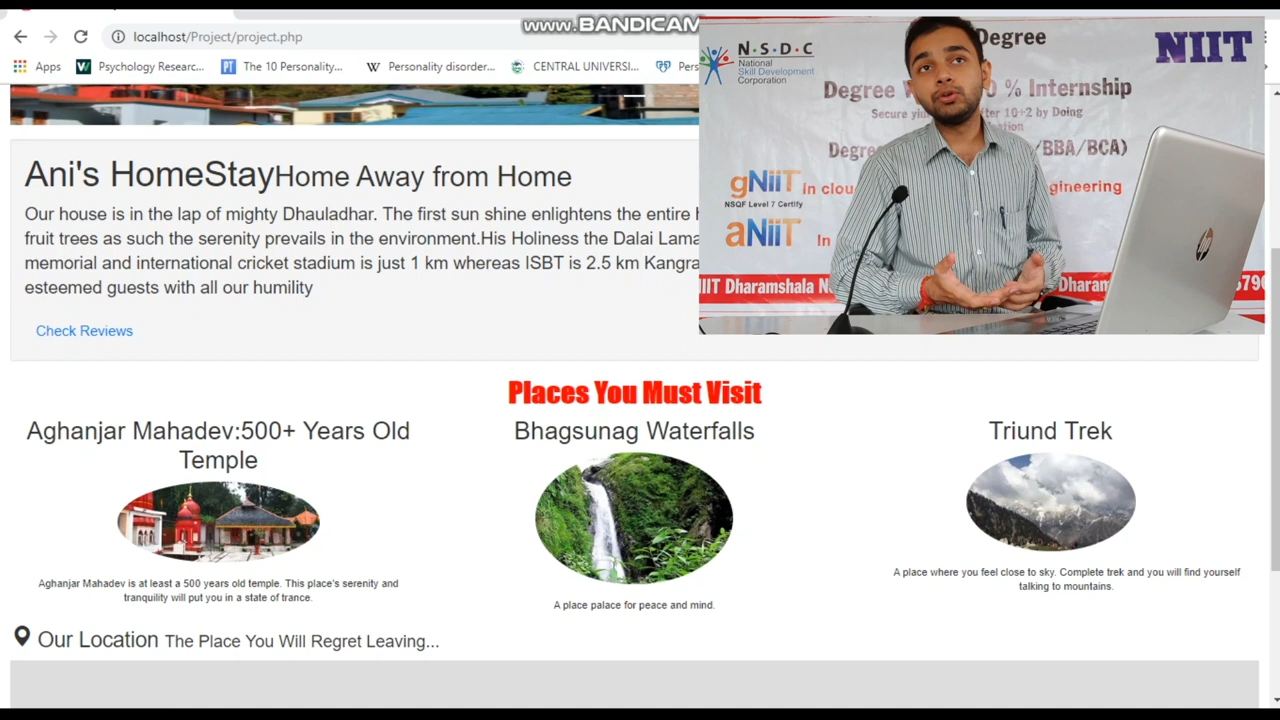 www.BANDICAM
localhost/Project/project.php
Apps
Psychology Researc...
The 10 Personality...
Personality disorder...
CENTRAL UNIVERSI...
Pers
N·S·D·C
National
Skill Development
Corporation
Degree
NIIT
Degree W % Internship
Secure your after 10+2 by Doing
Degree /BBA/BCA)
gNiiT In clou gineering
NSQF Level 7 Certify
aNiiT In
NIIT Dharamshala N Dharam 5790
Ani's HomeStayHome Away from Home
Our house is in the lap of mighty Dhauladhar. The first sun shine enlightens the entire
fruit trees as such the serenity prevails in the environment.His Holiness the Dalai Lama
memorial and international cricket stadium is just 1 km whereas ISBT is 2.5 km Kangra
esteemed guests with all our humility
Check Reviews
Places You Must Visit
Aghanjar Mahadev:500+ Years Old
Temple
Bhagsunag Waterfalls
Triund Trek
Aghanjar Mahadev is at least a 500 years old temple. This place's serenity and
tranquility will put you in a state of trance.
A place palace for peace and mind.
A place where you feel close to sky. Complete trek and you will find yourself
talking to mountains.
Our Location The Place You Will Regret Leaving...